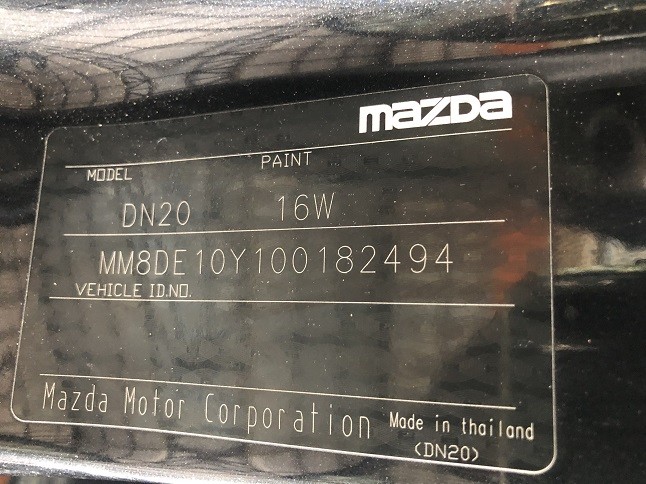 mazda
MODEL PAINT
DN20 16W
MM8DE10Y100182494
VEHICLE ID.NO.
Mazda Motor Corporation Made in thailand
(DN20)